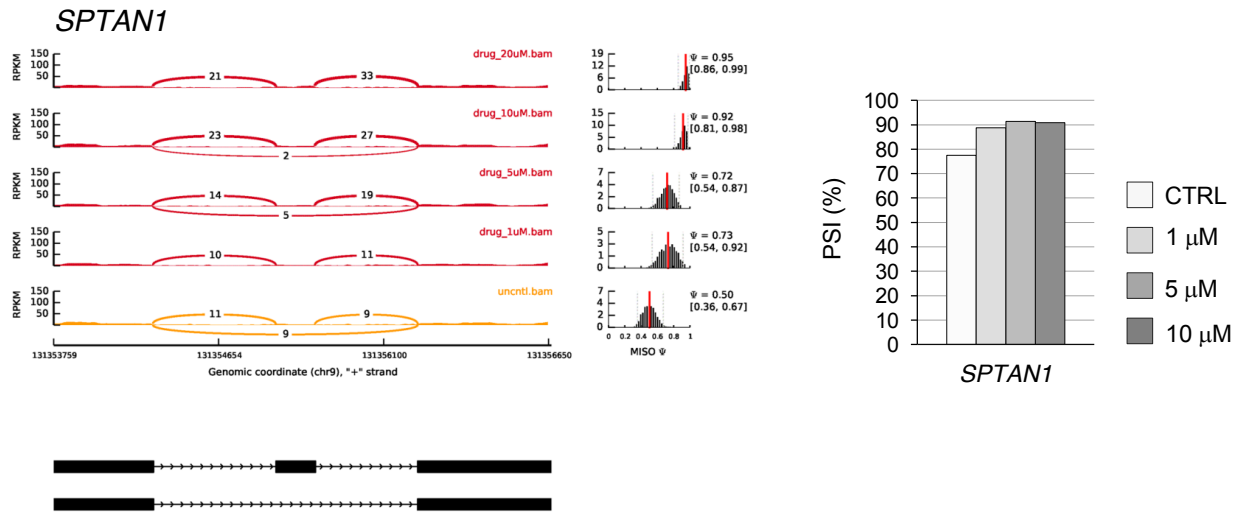 SPTAN1
RPKM
150
100
50
drug_20uM.bam
21
33
19
12
6
0
Ψ = 0.95
[0.86, 0.99]
RPKM
150
100
50
drug_10uM.bam
23
27
2
15
10
5
0
Ψ = 0.92
[0.81, 0.98]
RPKM
150
100
50
drug_5uM.bam
14
19
5
7
4
2
0
Ψ = 0.72
[0.54, 0.87]
RPKM
150
100
50
drug_1uM.bam
10
11
5
3
1
0
Ψ = 0.73
[0.54, 0.92]
RPKM
150
100
50
uncntl.bam
11
9
9
7
4
2
0
Ψ = 0.50
[0.36, 0.67]
131353759
131354654
131356100
131356650
Genomic coordinate (chr9), "+" strand
0 0.2 0.4 0.6 0.8 1
MISO Ψ
PSI (%)
100
90
80
70
60
50
40
30
20
10
0
SPTAN1
CTRL
1 μM
5 μM
10 μM